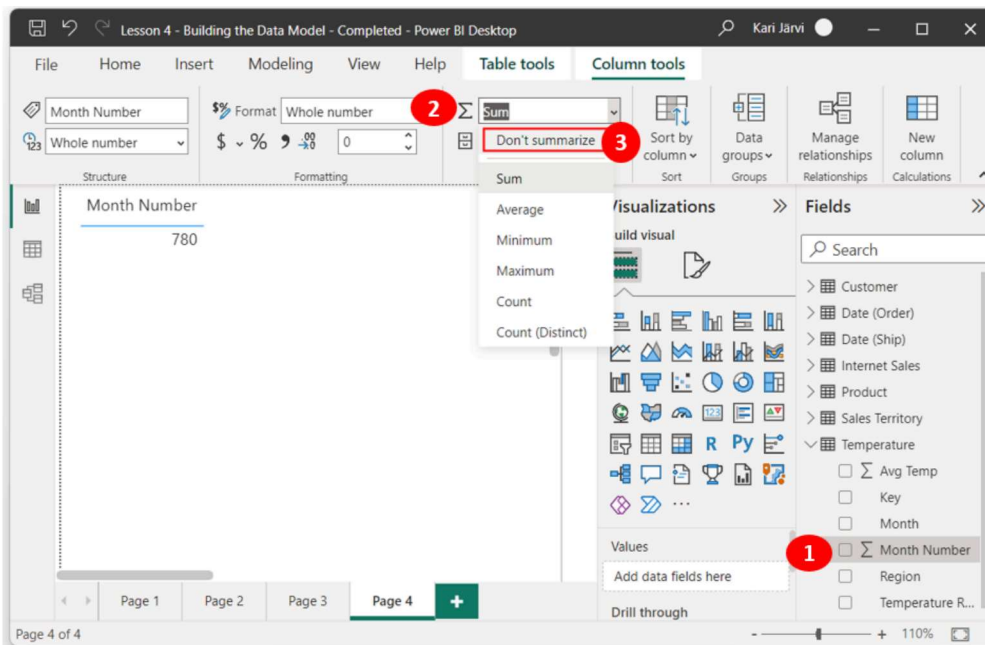 Lesson 4 - Building the Data Model - Completed - Power BI Desktop
Kari Järvi
File Home Insert Modeling View Help Table tools Column tools
Month Number
$% Format Whole number
2
Σ Sum
Whole number
$ % 0
Don't summarize
3
Sort by column
Data groups
Manage relationships
New column
Structure
Formatting
Sort
Groups
Relationships
Calculations
Sum
Average
Minimum
Maximum
Count
Count (Distinct)
Month Number
780
Visualizations
uild visual
123
R Py
Values
Add data fields here
Drill through
Fields
Search
Customer
Date (Order)
Date (Ship)
Internet Sales
Product
Sales Territory
Temperature
Σ Avg Temp
Key
Month
1
Σ Month Number
Region
Temperature R...
Page 1 Page 2 Page 3 Page 4 +
Page 4 of 4
- + 110%